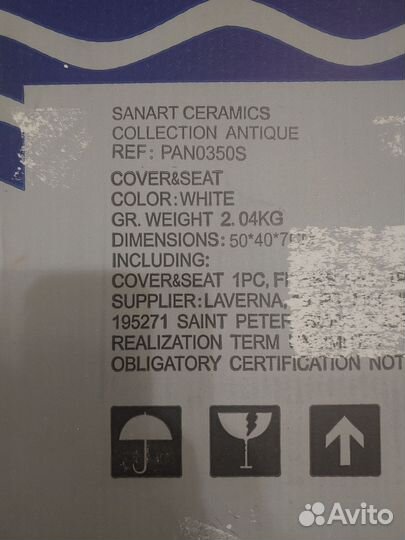 SANART CERAMICS
COLLECTION ANTIQUE
REF: PAN0350S
COVER&SEAT
COLOR:WHITE
GR. WEIGHT 2.04KG
DIMENSIONS: 50*40*7
INCLUDING:
COVER&SEAT 1PC,
SUPPLIER:LAVERNA,
195271 SAINT PETER
REALIZATION TERM
OBLIGATORY CERTIFICATION NOT
Avito